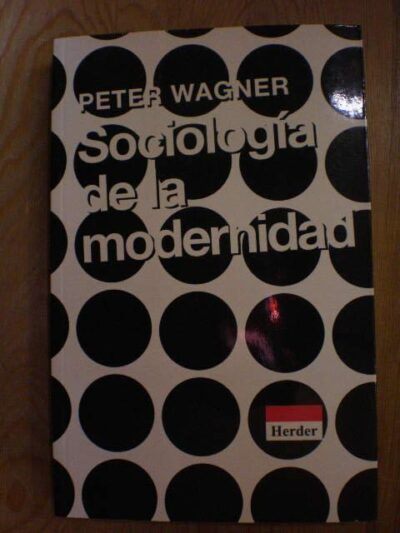 PETER WAGNER
Sociología
de la
modernidad
Herder